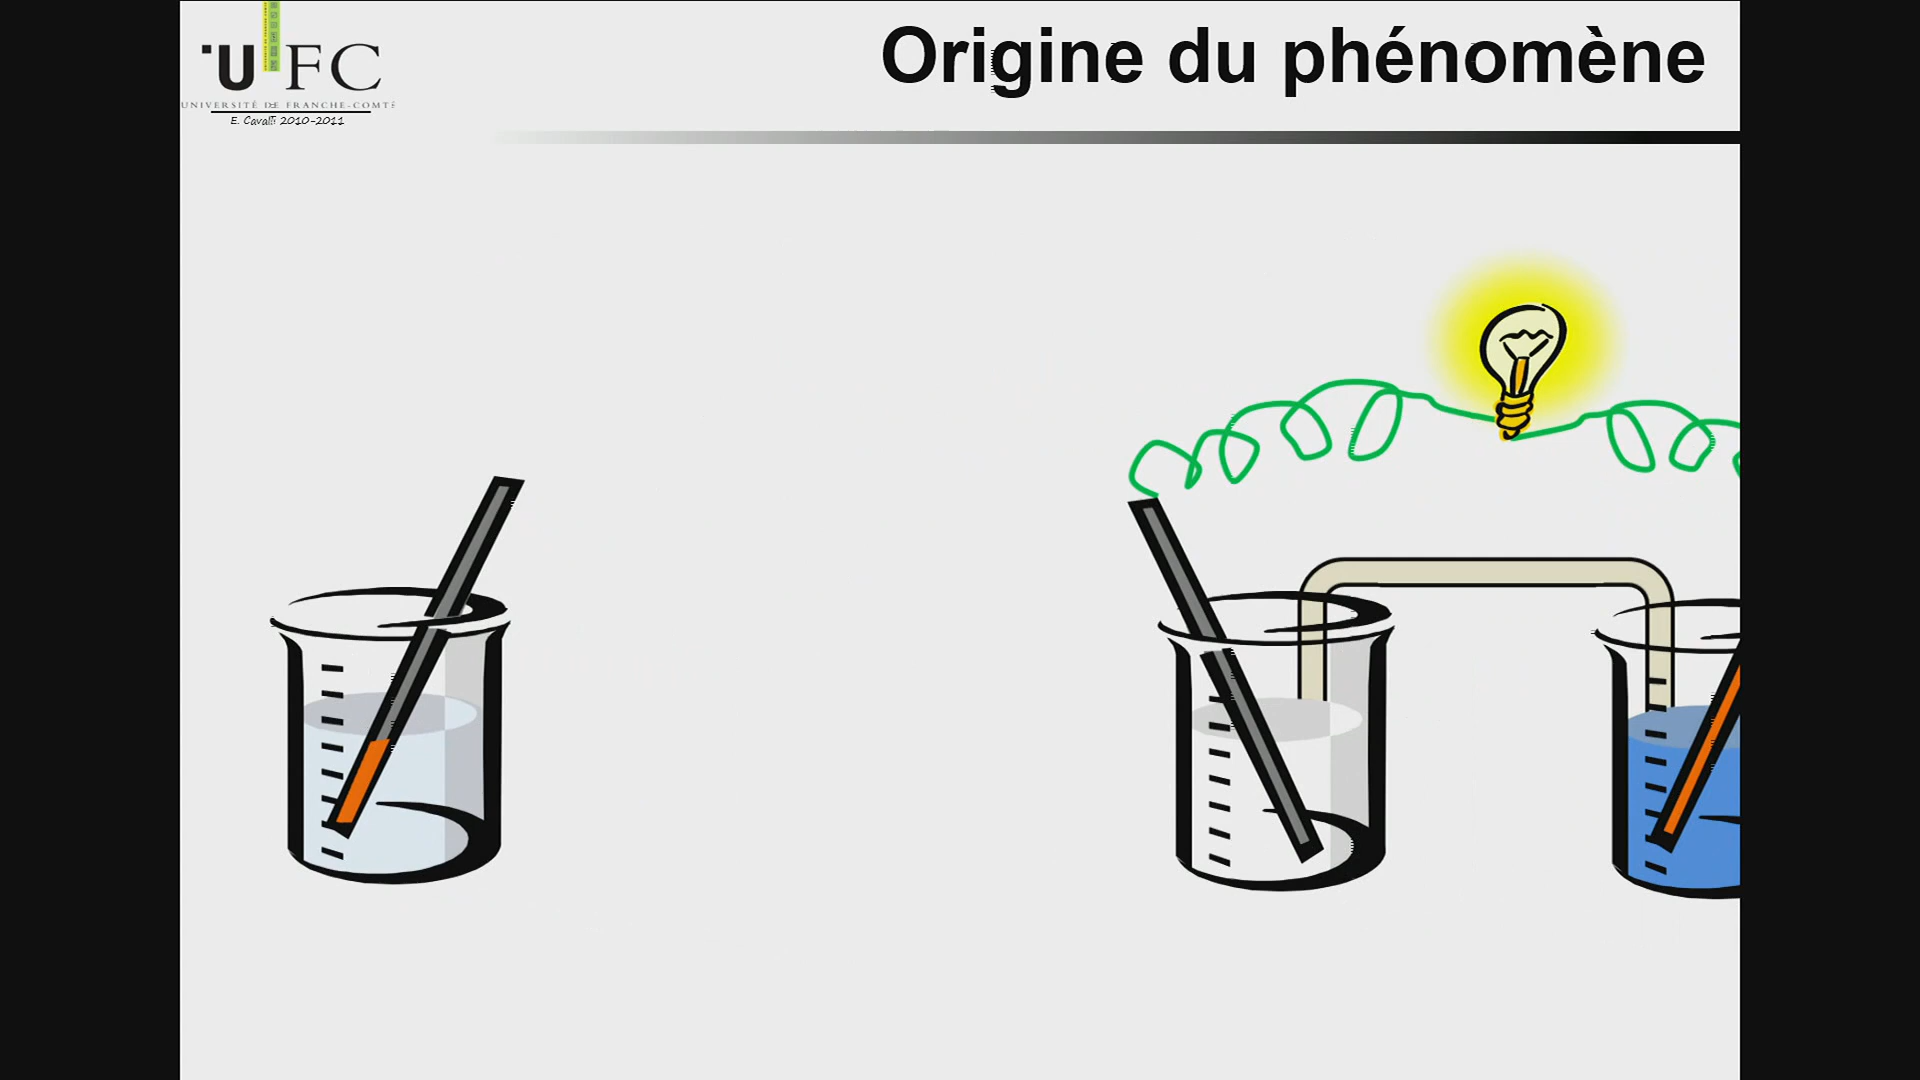 Origine du phénomène
UFC
UNIVERSITÉ DE FRANCHE-COMTÉ
E. Cavalli 2010-2011